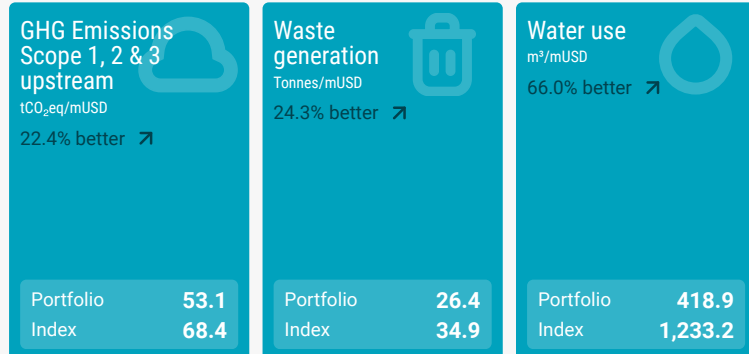 GHG Emissions
Scope 1, 2 & 3
upstream
tCO₂eq/mUSD
22.4% better
Portfolio 53.1
Index 68.4
Waste
generation
Tonnes/mUSD
24.3% better
Portfolio 26.4
Index 34.9
Water use
m³/mUSD
66.0% better
Portfolio 418.9
Index 1,233.2